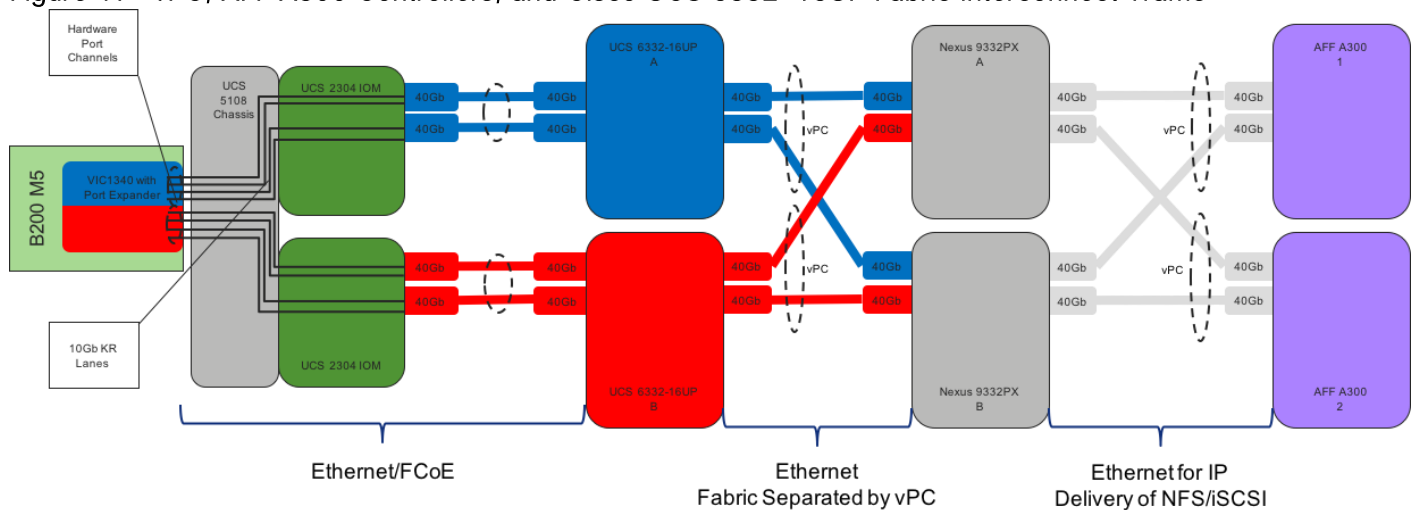 Hardware
Port
Channels
UCS
5108
Chassis
UCS 2304 IOM
40Gb
40Gb
40Gb
40Gb
UCS 6332-16UP
A
40Gb
40Gb
vPC
40Gb
40Gb
Nexus 9332PX
A
40Gb
40Gb
vPC
40Gb
40Gb
AFF A300
1
B200 M5
VIC1340 with
Port Expander
10Gb KR
Lanes
UCS 2304 IOM
40Gb
40Gb
40Gb
40Gb
UCS 6332-16UP
B
40Gb
40Gb
vPC
40Gb
40Gb
Nexus 9332PX
B
40Gb
40Gb
vPC
40Gb
40Gb
AFF A300
2
Ethernet/FCoE
Ethernet
Fabric Separated by vPC
Ethernet for IP
Delivery of NFS/iSCSI